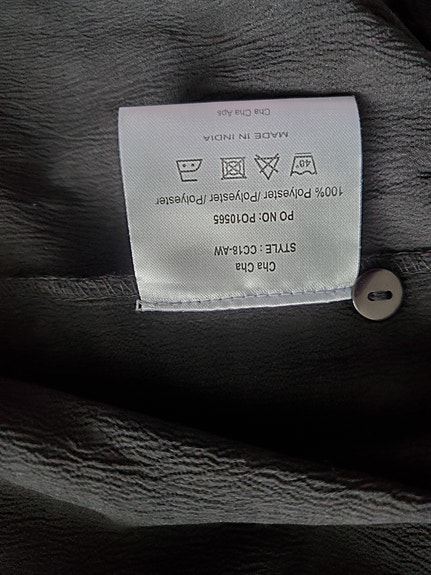 Cha Cha
STYLE : CC18-AW
PO NO: PO10565
100% Polyester /Polyester /Polyester
40°
MADE IN INDIA
Cha Cha Aps